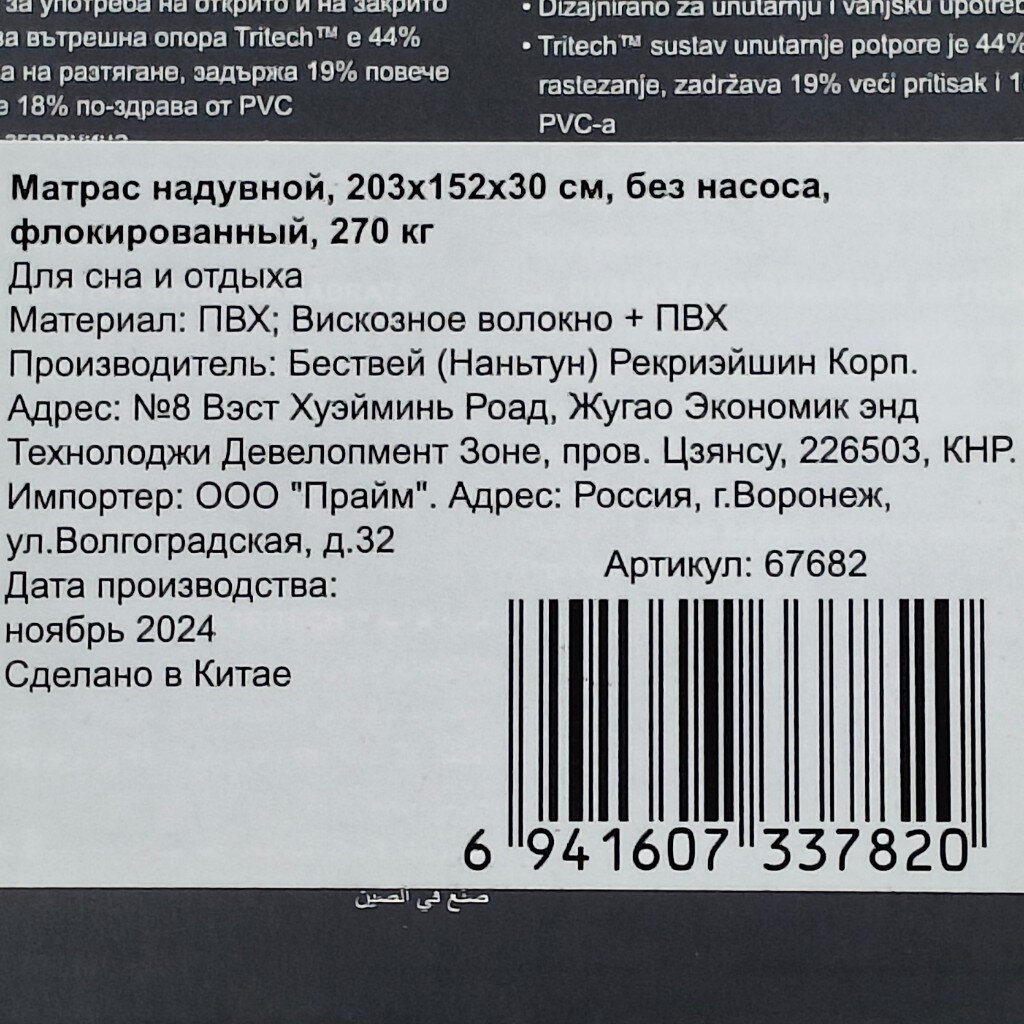 за употреба на открито и на закрито
ва вътрешна опора Tritech™ е 44%
а на разтягане, задържа 19% повече
е 18% по-здрава от PVC
• Dizajnirano za unutarnju i vanjsku upotreb
• Tritech™ sustav unutarnje potpore je 44%
rastezanje, zadržava 19% veći pritisak i 1
PVC-a
Матрас надувной, 203х152х30 см, без насоса,
флокированный, 270 кг
Для сна и отдыха
Материал: ПВХ; Вискозное волокно + ПВХ
Производитель: Бествей (Наньтун) Рекриэйшин Корп.
Адрес: №8 Вэст Хуэйминь Роад, Жугао Экономик энд
Технолоджи Девелопмент Зоне, пров. Цзянсу, 226503, КНР.
Импортер: ООО "Прайм". Адрес: Россия, г.Воронеж,
ул.Волгоградская, д.32
Дата производства:
ноябрь 2024
Сделано в Китае
Артикул: 67682
6 941607 337820
صنع في الصين